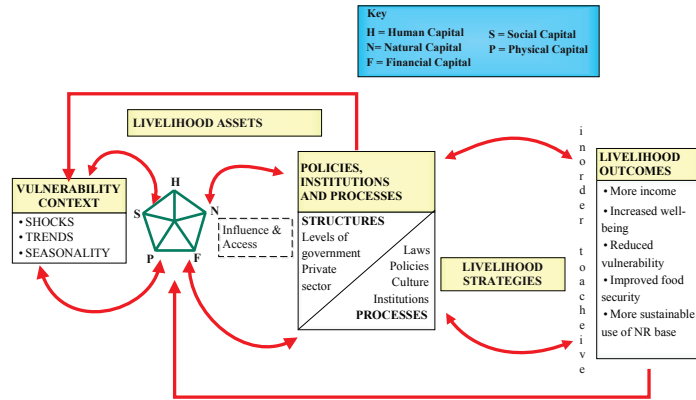 Key
H = Human Capital
S = Social Capital
N= Natural Capital
P = Physical Capital
F = Financial Capital
LIVELIHOOD ASSETS
VULNERABILITY
CONTEXT
• SHOCKS
• TRENDS
• SEASONALITY
H
S
N
P
F
Influence &
Access
POLICIES,
INSTITUTIONS
AND PROCESSES
STRUCTURES
Levels of
government
Private
sector
Laws
Policies
Culture
Institutions
PROCESSES
LIVELIHOOD
STRATEGIES
inorder toacheive
LIVELIHOOD
OUTCOMES
• More income
• Increased well-
being
• Reduced
vulnerability
• Improved food
security
• More sustainable
use of NR base